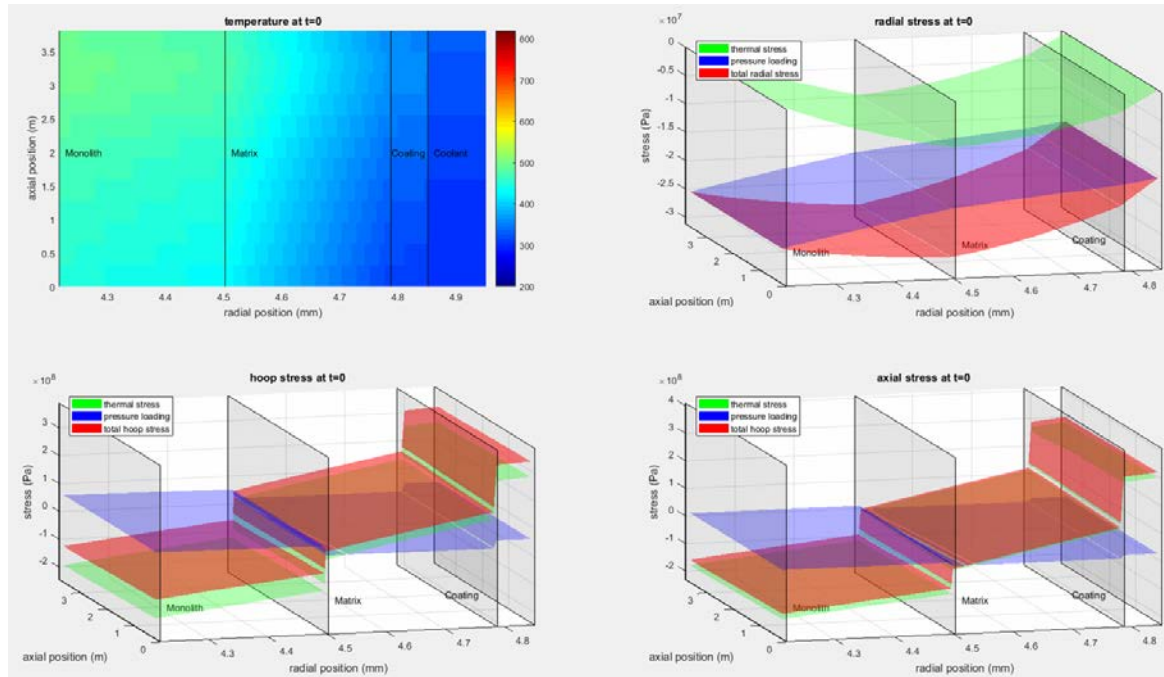 temperature at t=0
axial position (m)
3.5
3
2.5
2
1.5
1
0.5
0
Monolith
Matrix
Coating
Coolant
4.3
4.4
4.5
4.6
4.7
4.8
4.9
radial position (mm)
800
700
600
500
400
300
200
radial stress at t=0
×10⁷
thermal stress
pressure loading
total radial stress
stress (Pa)
0
-0.5
-1
-1.5
-2
-2.5
-3
3
2
1
0
axial position (m)
Monolith
Matrix
Coating
4.3
4.4
4.5
4.6
4.7
4.8
radial position (mm)
hoop stress at t=0
×10⁸
thermal stress
pressure loading
total hoop stress
stress (Pa)
3
2
1
0
-1
-2
3
2
1
0
axial position (m)
Monolith
Matrix
Coating
4.3
4.4
4.5
4.6
4.7
4.8
radial position (mm)
axial stress at t=0
×10⁸
thermal stress
pressure loading
total hoop stress
stress (Pa)
4
3
2
1
0
-1
-2
3
2
1
0
axial position (m)
Monolith
Matrix
Coating
4.3
4.4
4.5
4.6
4.7
4.8
radial position (mm)